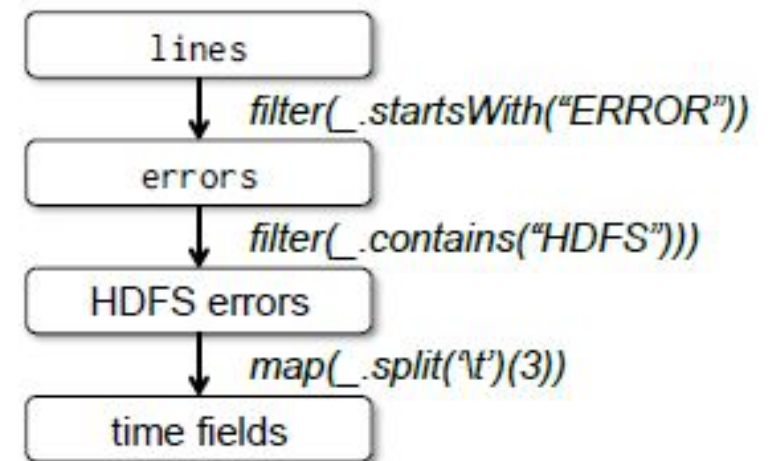 lines
filter(_.startsWith(“ERROR”))
errors
filter(_.contains(“HDFS”)))
HDFS errors
map(_.split(‘\t’)(3))
time fields